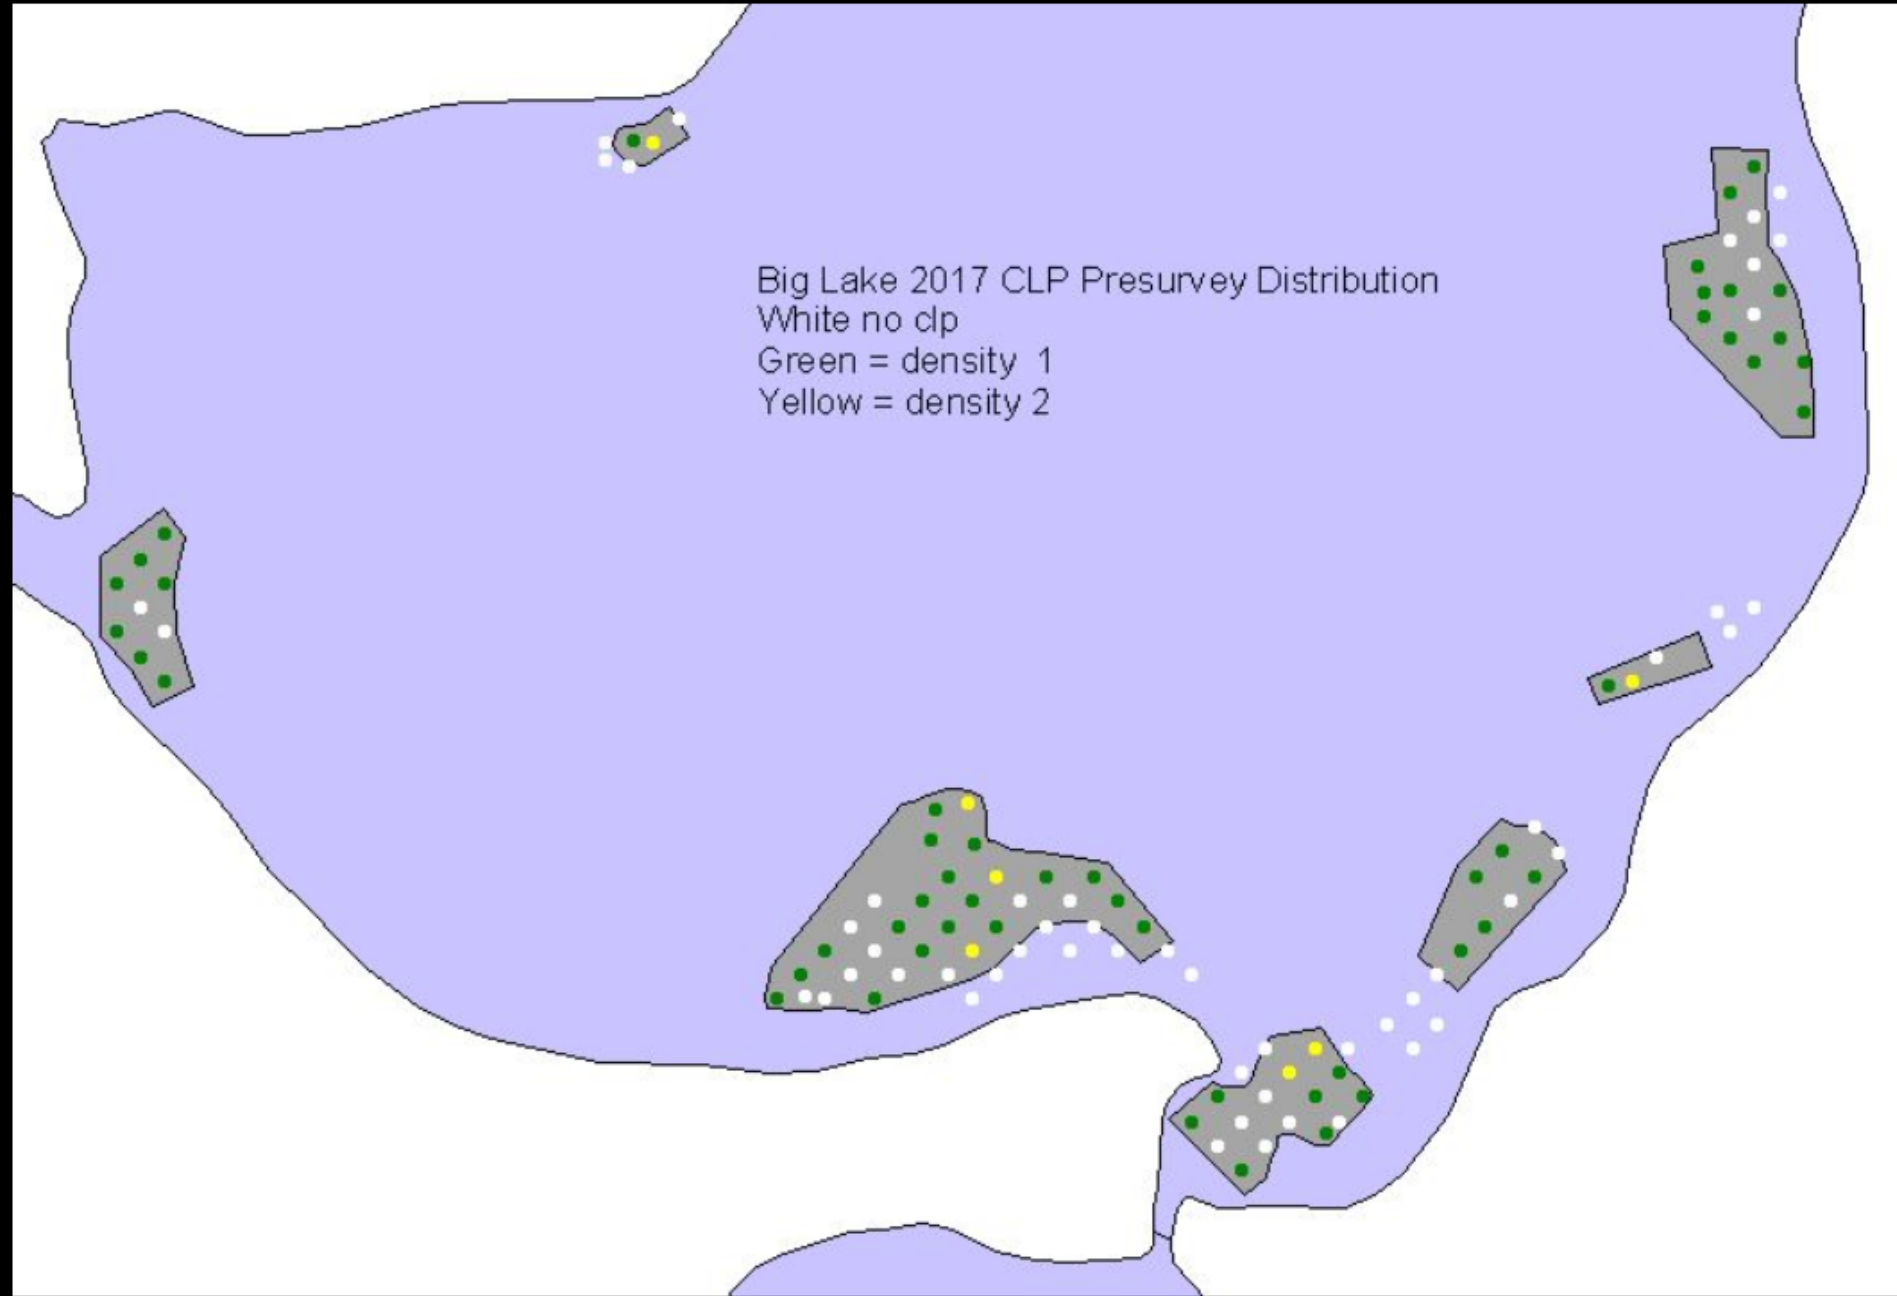 Big Lake 2017 CLP Presurvey Distribution
White no clp
Green = density 1
Yellow = density 2